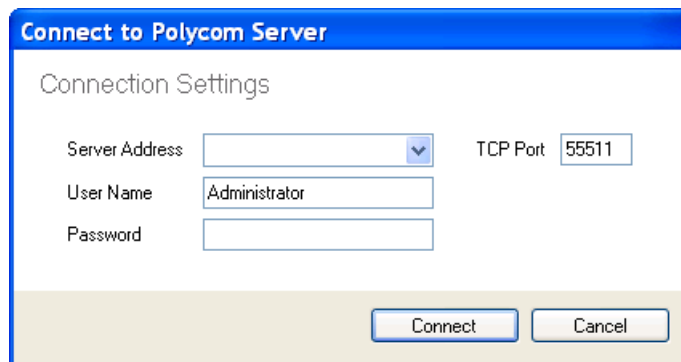 Connect to Polycom Server
Connection Settings
Server Address TCP Port 55511
User Name Administrator
Password
Connect Cancel